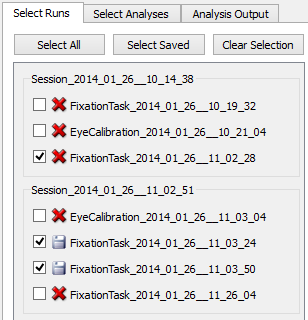 Select Runs Select Analyses Analysis Output
Select All Select Saved Clear Selection
Session_2014_01_26__10_14_38
FixationTask_2014_01_26__10_19_32
EyeCalibration_2014_01_26__10_21_04
FixationTask_2014_01_26__11_02_28
Session_2014_01_26__11_02_51
EyeCalibration_2014_01_26__11_03_04
FixationTask_2014_01_26__11_03_24
FixationTask_2014_01_26__11_03_50
FixationTask_2014_01_26__11_26_04